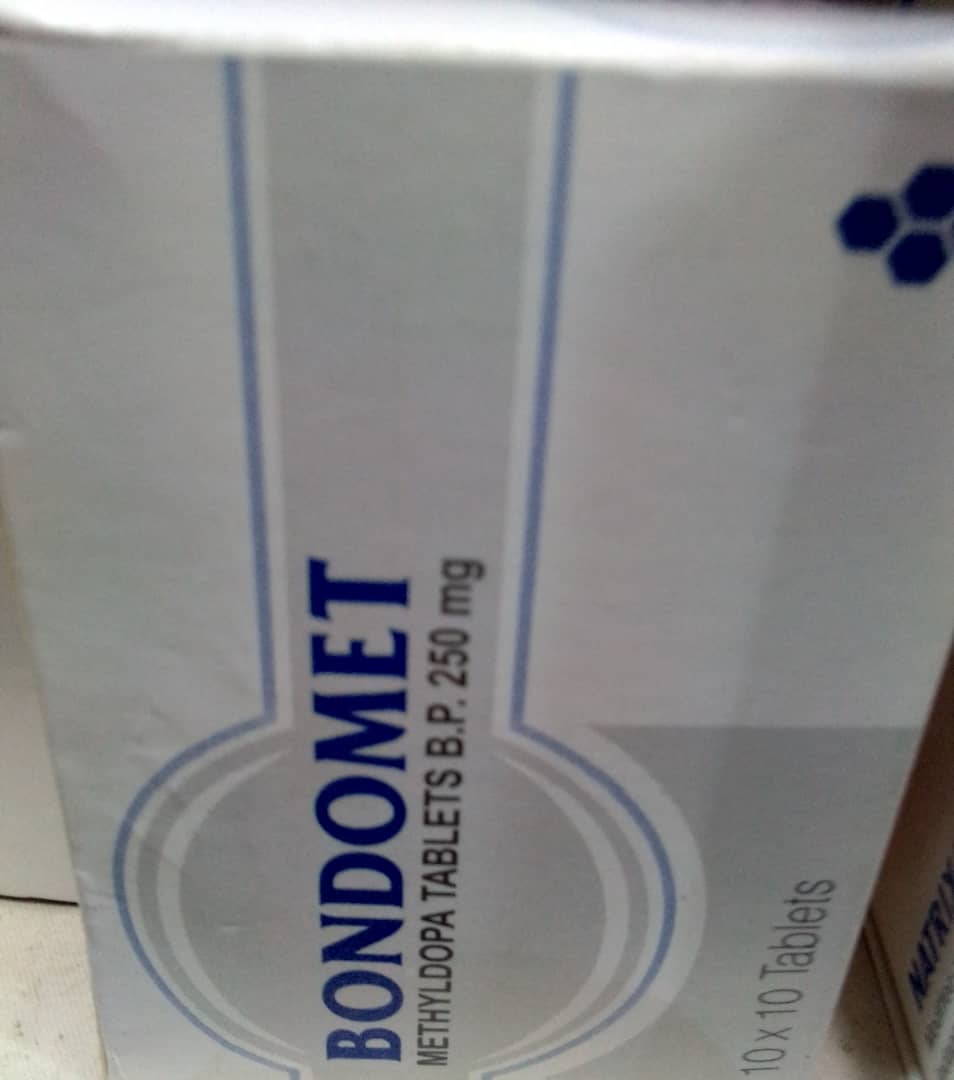 BONDOMET
METHYLDOPA TABLETS B.P. 250 mg
10 x 10 Tablets